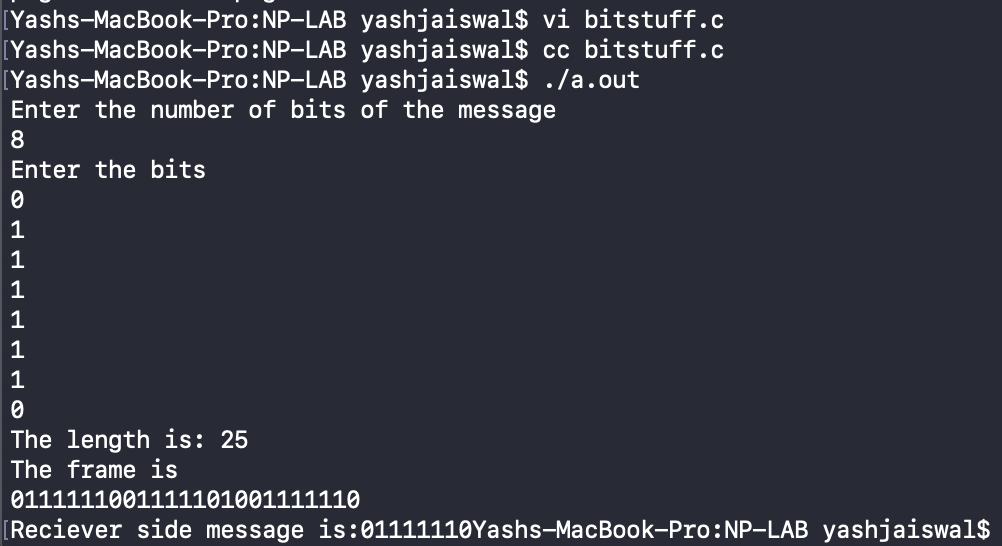 [Yashs-MacBook-Pro:NP-LAB yashjaiswal$ vi bitstuff.c
[Yashs-MacBook-Pro:NP-LAB yashjaiswal$ cc bitstuff.c
[Yashs-MacBook-Pro:NP-LAB yashjaiswal$ ./a.out
Enter the number of bits of the message
8
Enter the bits
0
1
1
1
1
1
1
0
The length is: 25
The frame is
0111111001111101001111110
[Reciever side message is:01111110Yashs-MacBook-Pro:NP-LAB yashjaiswal$